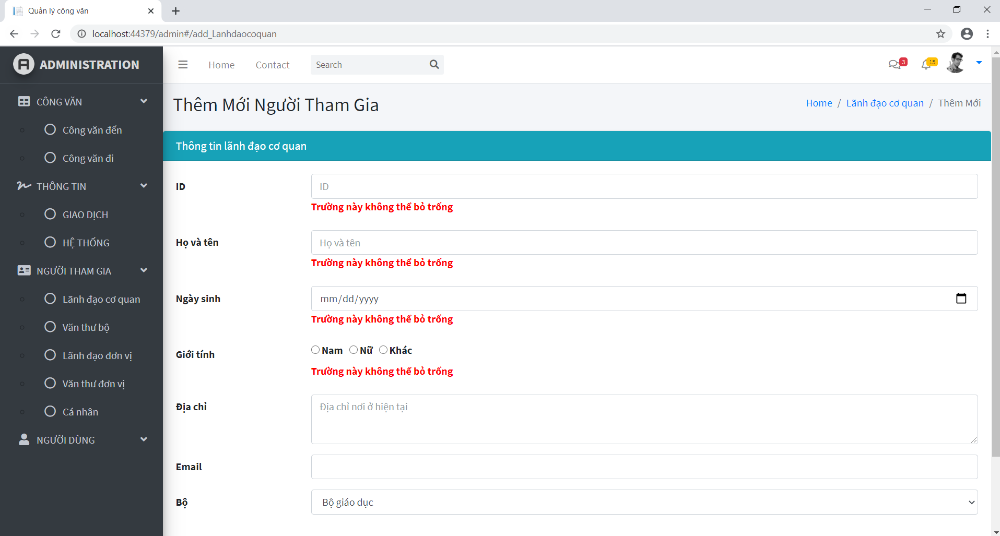 Quản lý công văn
localhost:44379/admin#/add_Lanhdaocoquan
ADMINISTRATION
Home
Contact
Search
3
15
CÔNG VĂN
Công văn đến
Công văn đi
THÔNG TIN
GIAO DỊCH
HỆ THỐNG
NGƯỜI THAM GIA
Lãnh đạo cơ quan
Văn thư bộ
Lãnh đạo đơn vị
Văn thư đơn vị
Cá nhân
NGƯỜI DÙNG
Thêm Mới Người Tham Gia
Home / Lãnh đạo cơ quan / Thêm Mới
Thông tin lãnh đạo cơ quan
ID
ID
Trường này không thể bỏ trống
Họ và tên
Họ và tên
Trường này không thể bỏ trống
Ngày sinh
mm/dd/yyyy
Trường này không thể bỏ trống
Giới tính
Nam Nữ Khác
Trường này không thể bỏ trống
Địa chỉ
Địa chỉ nơi ở hiện tại
Email
Bộ
Bộ giáo dục